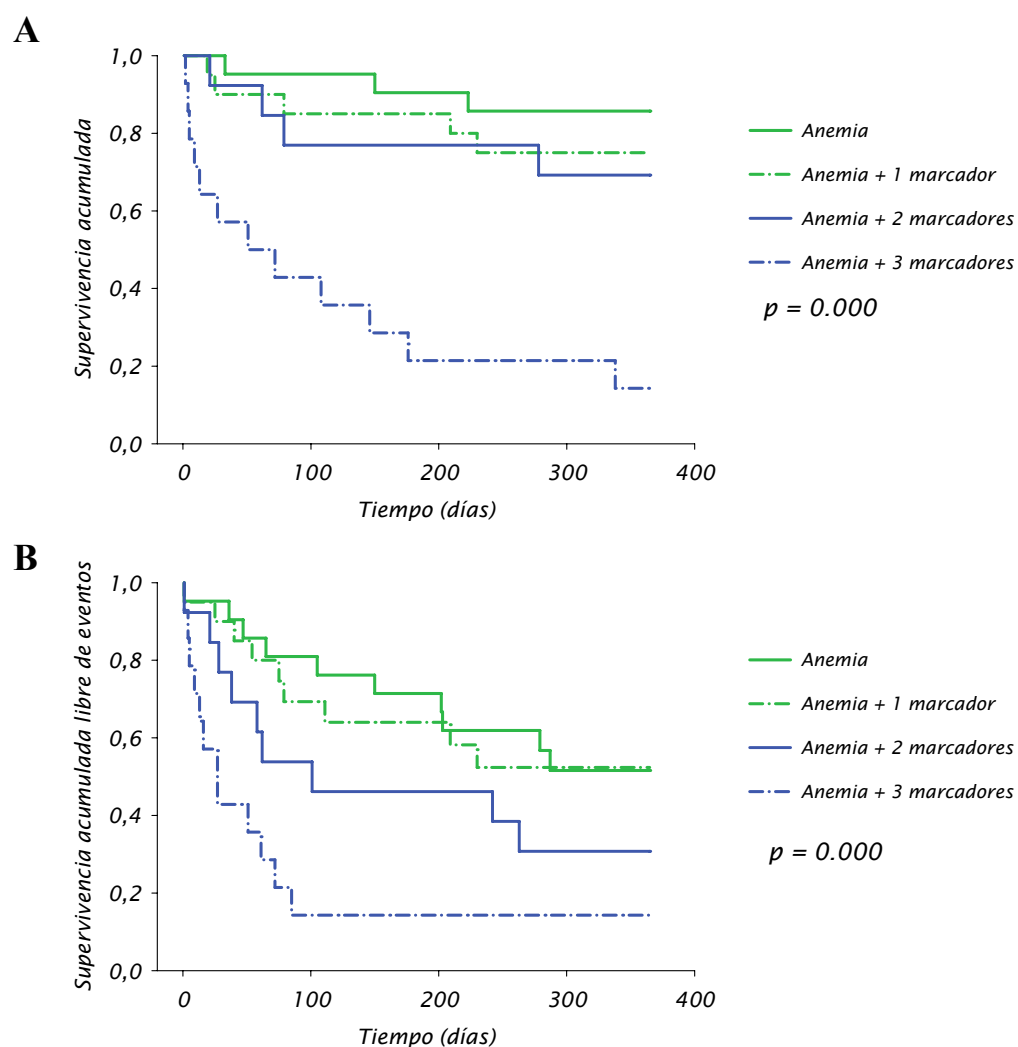 A
Supervivencia acumulada
1,0
0,8
0,6
0,4
0,2
0,0
0 100 200 300 400
Tiempo (días)
Anemia
Anemia + 1 marcador
Anemia + 2 marcadores
Anemia + 3 marcadores
p = 0.000
B
Supervivencia acumulada libre de eventos
1,0
0,8
0,6
0,4
0,2
0,0
0 100 200 300 400
Tiempo (días)
Anemia
Anemia + 1 marcador
Anemia + 2 marcadores
Anemia + 3 marcadores
p = 0.000